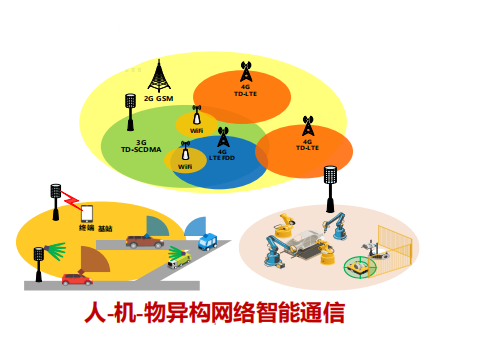 2G GSM
4G
TD-LTE
Wifi
3G
TD-SCDMA
4G
LTE FDD
4G
TD-LTE
Wifi
终端 基站
人-机-物异构网络智能通信